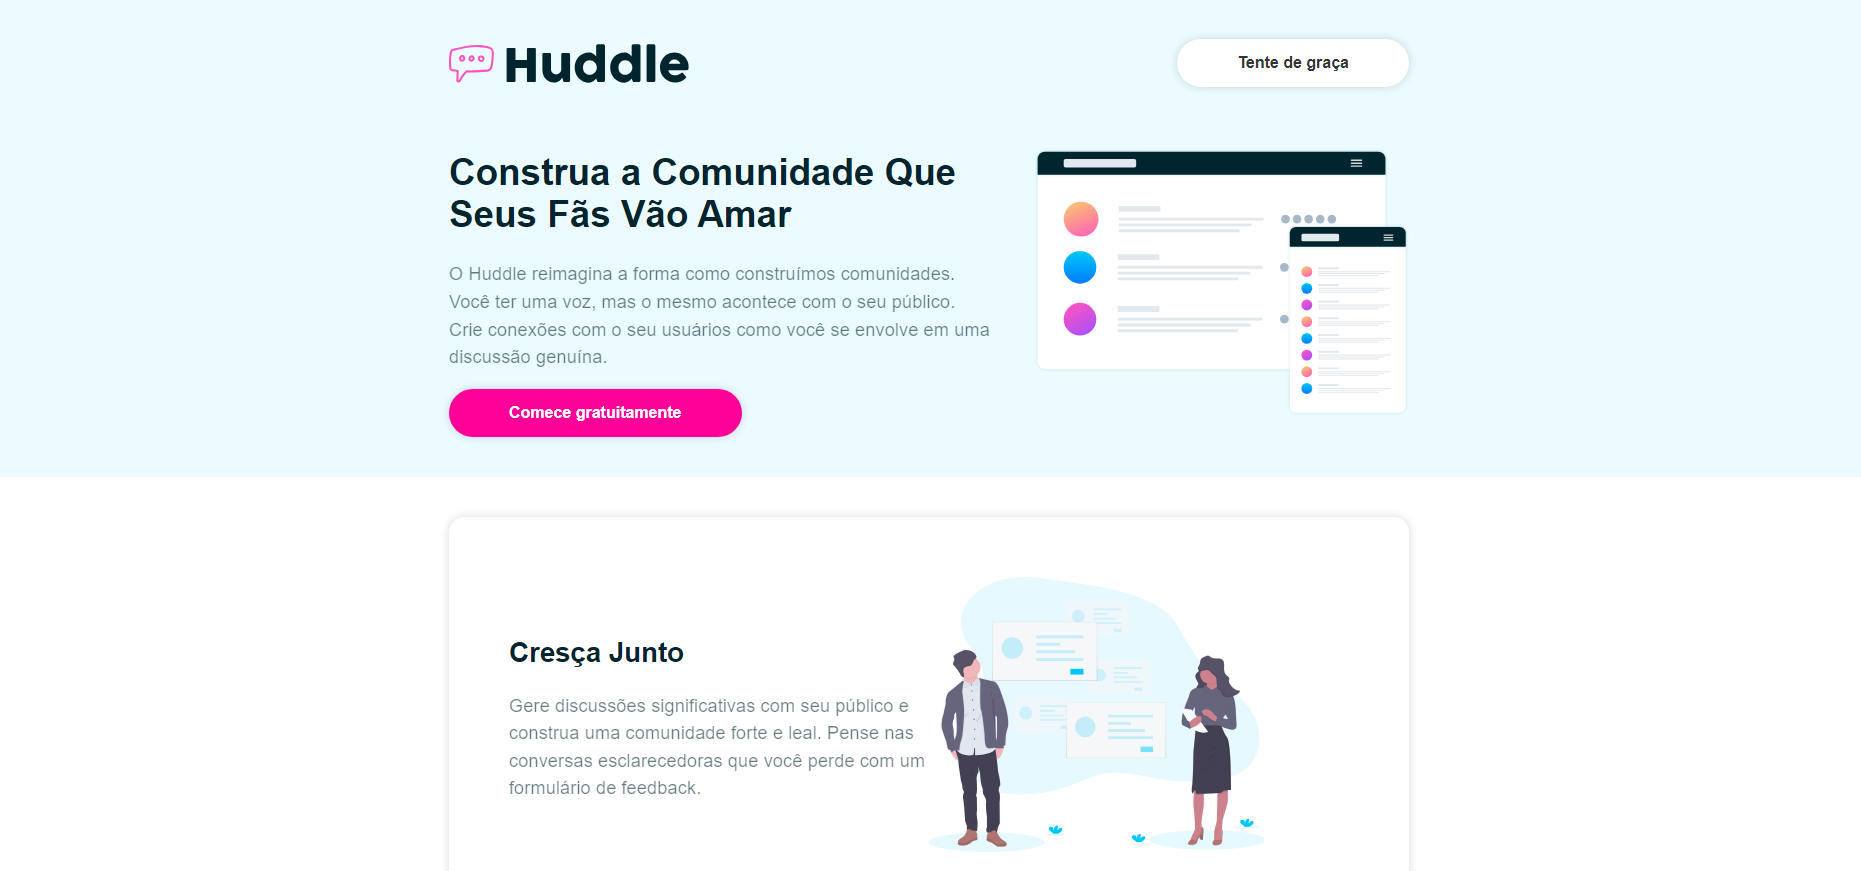 Huddle
Tente de graça
Construa a Comunidade Que
Seus Fãs Vão Amar
O Huddle reimagina a forma como construímos comunidades.
Você ter uma voz, mas o mesmo acontece com o seu público.
Crie conexões com o seu usuários como você se envolve em uma
discussão genuína.
Comece gratuitamente
Cresça Junto
Gere discussões significativas com seu público e
construa uma comunidade forte e leal. Pense nas
conversas esclarecedoras que você perde com um
formulário de feedback.